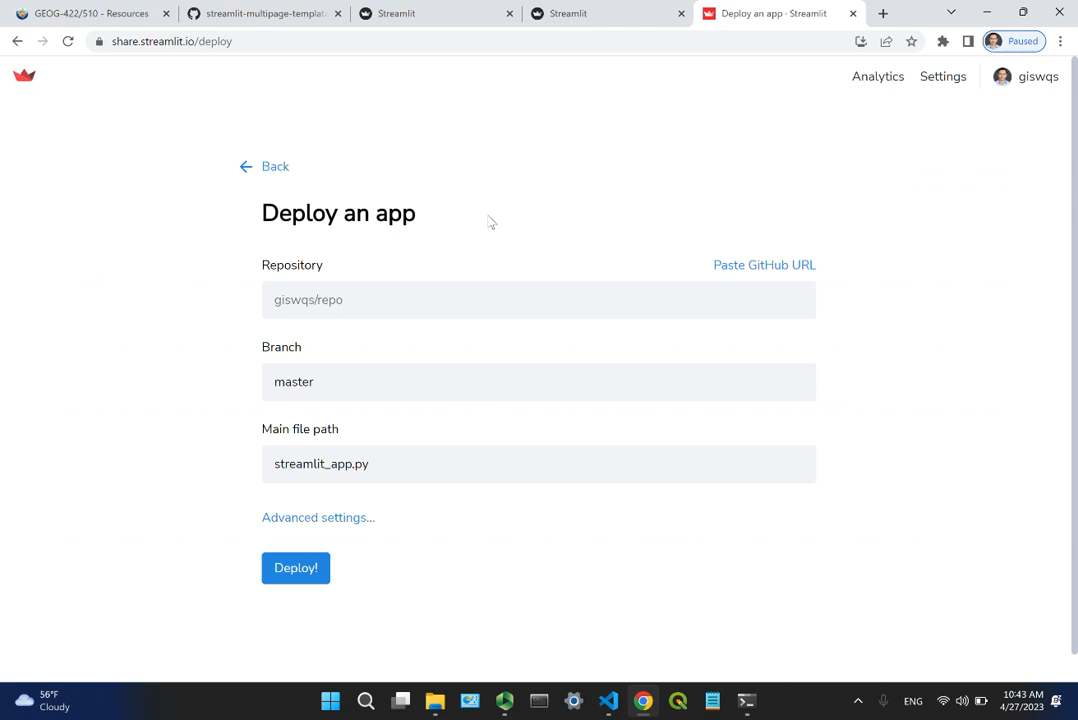 GEOG-422/510 - Resources
streamlit-multipage-template
Streamlit
Streamlit
Deploy an app · Streamlit
share.streamlit.io/deploy
Paused
Analytics
Settings
giswqs
Back
Deploy an app
Repository
Paste GitHub URL
giswqs/repo
Branch
master
Main file path
streamlit_app.py
Advanced settings...
Deploy!
56°F
Cloudy
ENG
10:43 AM
4/27/2023